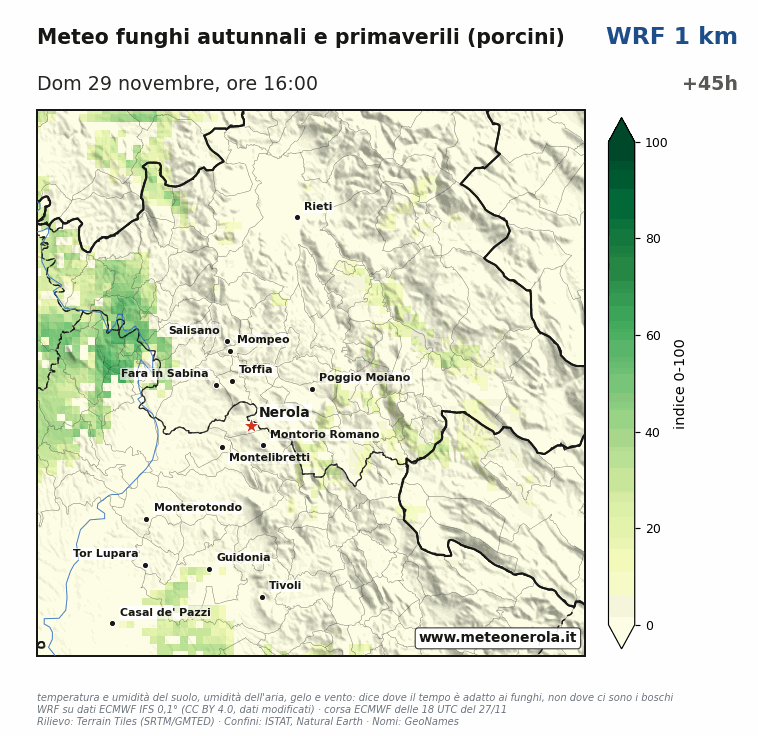 Meteo funghi autunnali e primaverili (porcini)
WRF 1 km
Dom 29 novembre, ore 16:00
+45h
Rieti
Salisano
Mompeo
Fara in Sabina
Toffia
Poggio Moiano
Nerola
Montorio Romano
Montelibretti
Monterotondo
Tor Lupara
Guidonia
Tivoli
Casal de' Pazzi
www.meteonerola.it
100
80
60
40
20
0
indice 0-100
temperatura e umidità del suolo, umidità dell'aria, gelo e vento: dice dove il tempo è adatto ai funghi, non dove ci sono i boschi
WRF su dati ECMWF IFS 0,1° (CC BY 4.0, dati modificati) · corsa ECMWF delle 18 UTC del 27/11
Rilievo: Terrain Tiles (SRTM/GMTED) · Confini: ISTAT, Natural Earth · Nomi: GeoNames